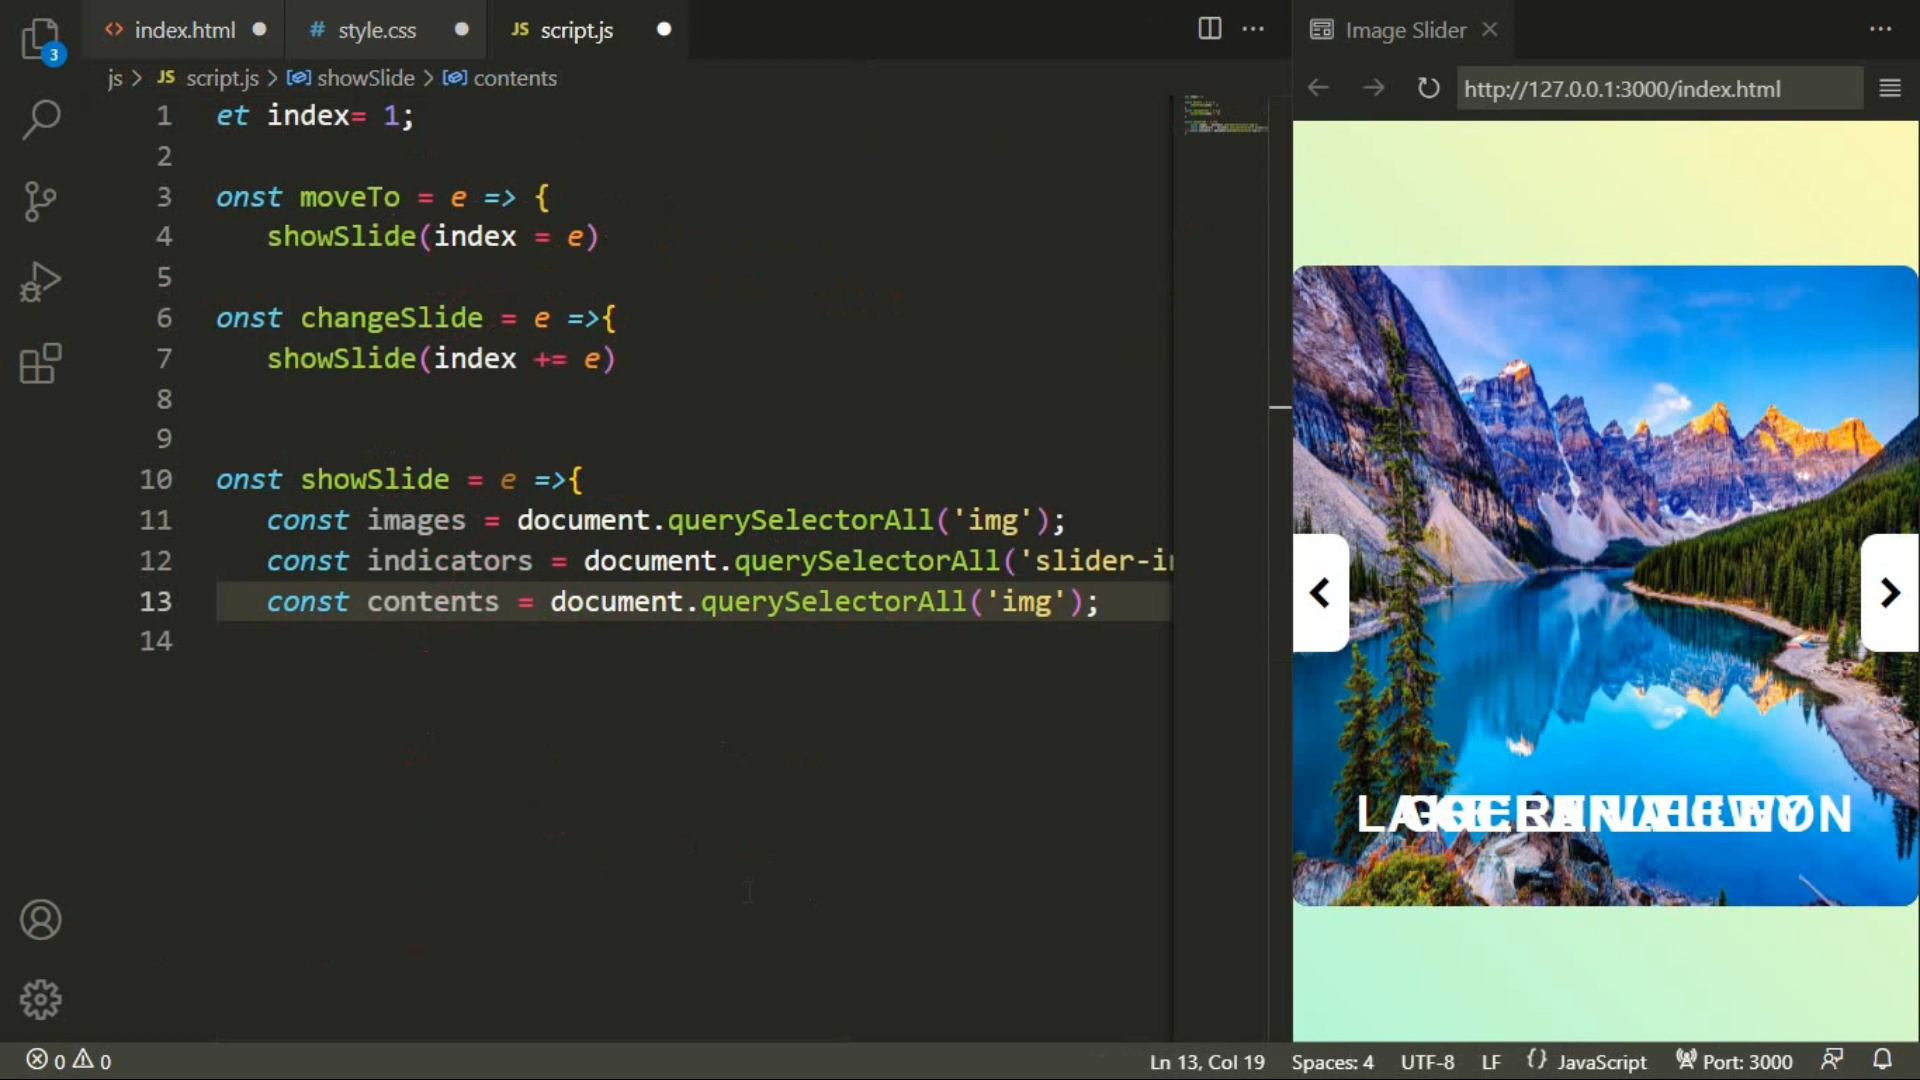 index.html
style.css
JS script.js
Image Slider
3
js > JS script.js > showSlide > contents
http://127.0.0.1:3000/index.html
1 et index= 1;
2
3 onst moveTo = e => {
4 showSlide(index = e)
5
6 onst changeSlide = e =>{
7 showSlide(index += e)
8
9
10 onst showSlide = e =>{
11 const images = document.querySelectorAll('img');
12 const indicators = document.querySelectorAll('slider-i
13 const contents = document.querySelectorAll('img');
14
0 0
Ln 13, Col 19
Spaces: 4
UTF-8
LF
{} JavaScript
Port: 3000